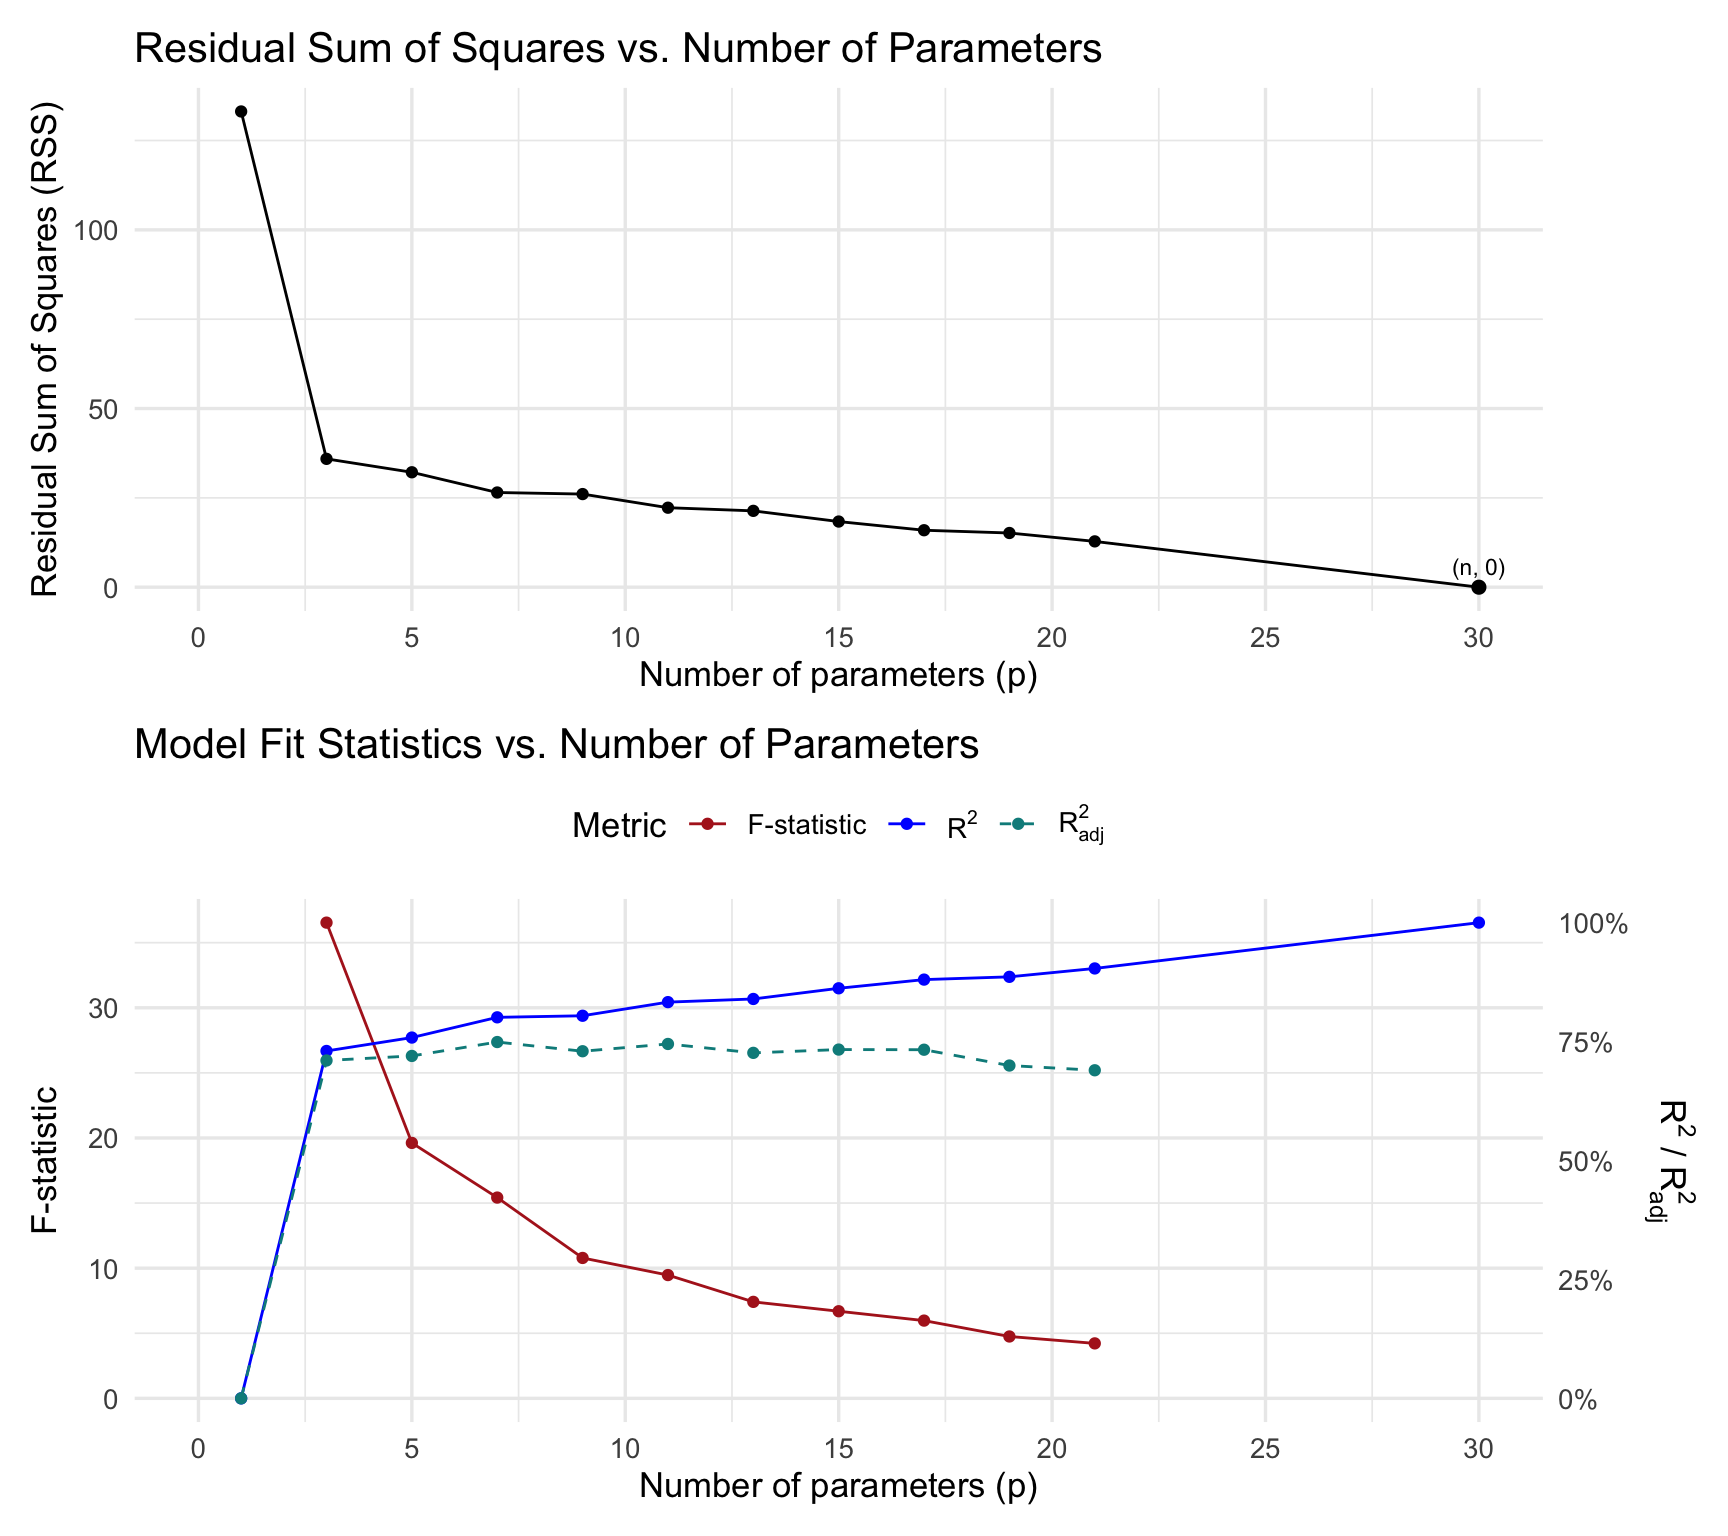 Residual Sum of Squares vs. Number of Parameters
Residual Sum of Squares (RSS)
100
50
0
(n, 0)
0 5 10 15 20 25 30
Number of parameters (p)
Model Fit Statistics vs. Number of Parameters
Metric F-statistic R² R²adj
F-statistic
30
20
10
0
100%
75%
50%
25%
0%
R² / R²adj
0 5 10 15 20 25 30
Number of parameters (p)